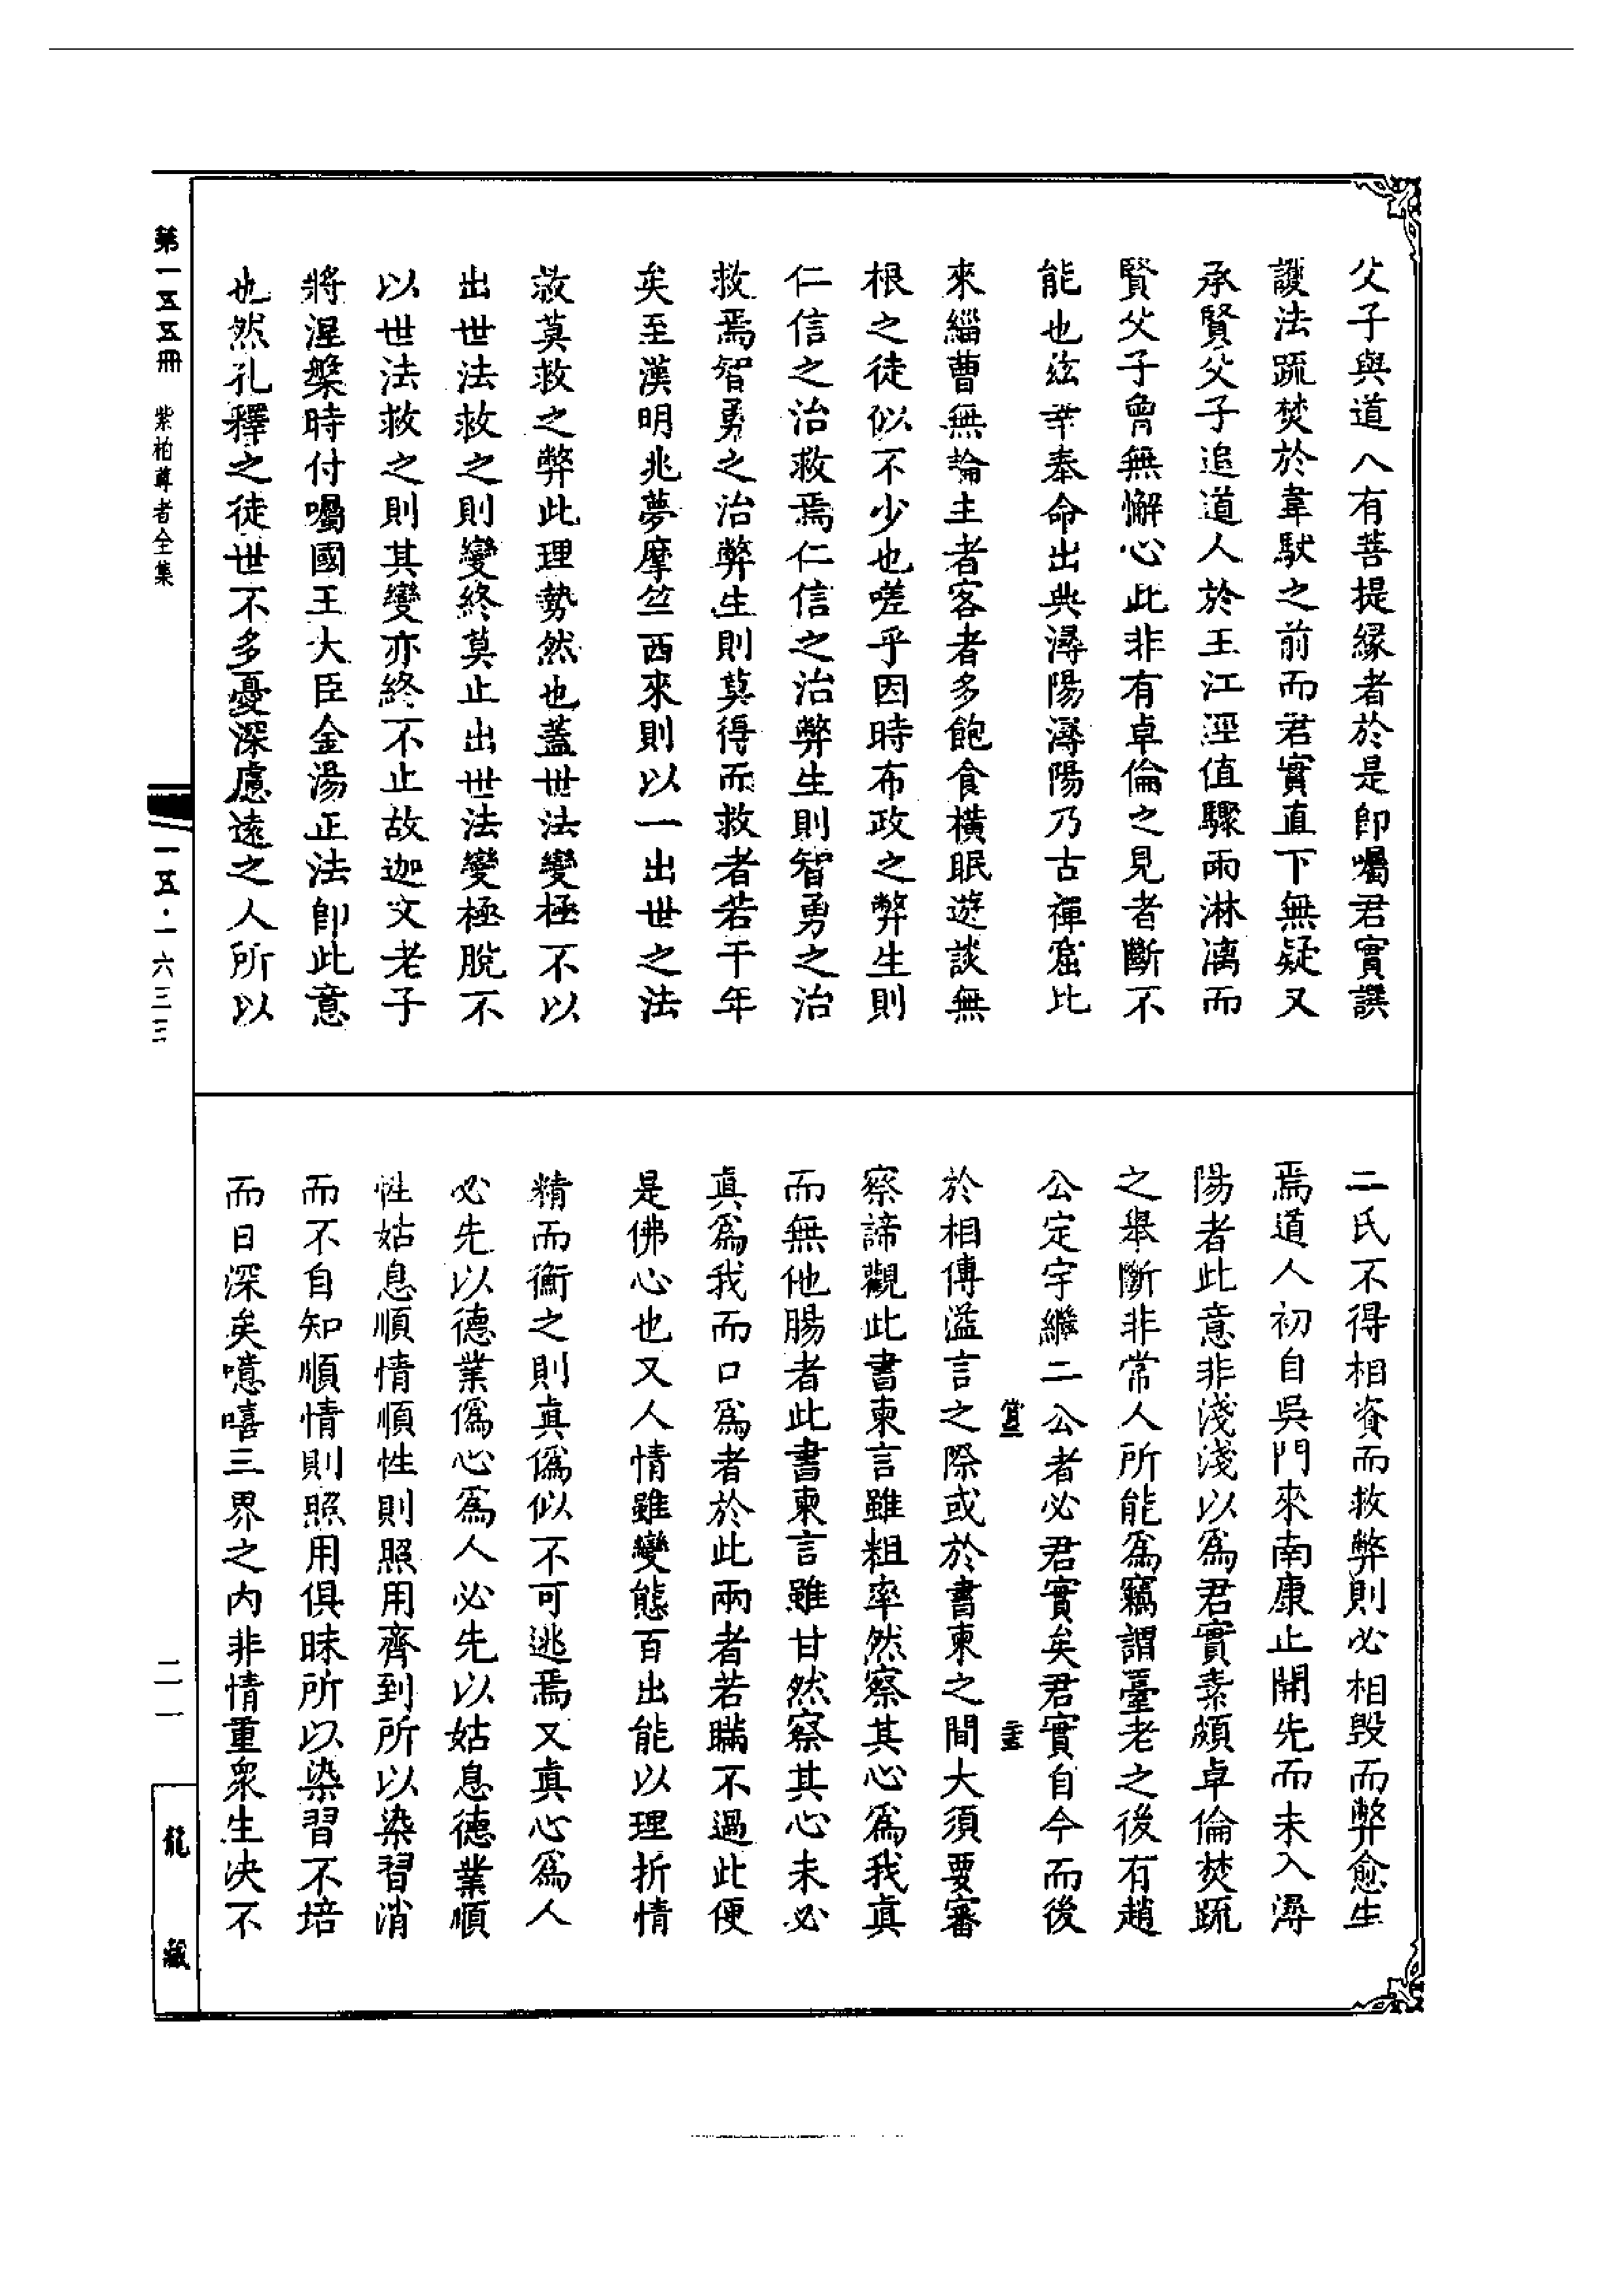 父子與道人有菩提緣者於是卽囑君實譔
護法疏焚於韋馱之前而君實直下無疑又
承賢父子追道人於王江涇值驟雨淋漓而
賢父子曾無懈心此非有卓倫之見者斷不
能也茲幸奉命出典潯陽潯陽乃古禪窟比
來緇曹無論主者客者多飽食橫眠遊談無
根之徒似不少也嗟乎因時布政之弊生則
仁信之治救焉仁信之治弊生則智勇之治
救焉智勇之治弊生則莫得而救者若干年
矣至漢明兆夢摩竺西來則以一出世之法
救莫救之弊此理勢然也蓋世法變極不以
出世法救之則變終莫止出世法變極脫不
以世法救之則其變亦終不止故迦文老子
將涅槃時付囑國王大臣金湯正法卽此意
也然孔釋之徒世不多憂深慮遠之人所以
二氏不得相資而救弊則必相毀而弊愈生
焉道人初自吳門來南康止開先而未入潯
陽者此意非淺淺以爲君實素頗卓倫焚疏
之舉斷非常人所能爲竊謂臺老之後有趙
公定宇繼二公者必君實矣君實自今而後
於相傳溢言之際或於書柬之間大須要審
察諦觀此書柬言雖粗率然察其心爲我眞
而無他腸者此書柬言雖甘然察其心未必
眞爲我而口爲者於此兩者若瞞不過此便
是佛心也又人情雖變態百出能以理折情
精而衡之則眞僞似不可逃焉又眞心爲人
必先以德業僞心爲人必先以姑息德業順
性姑息順情順性則照用齊到所以染習消
而不自知順情則照用俱昧所以染習不培
而日深矣噫嘻三界之内非情重眾生决不
第一五五冊
紫柏尊者全集
一五·一六三三
二一
龍藏